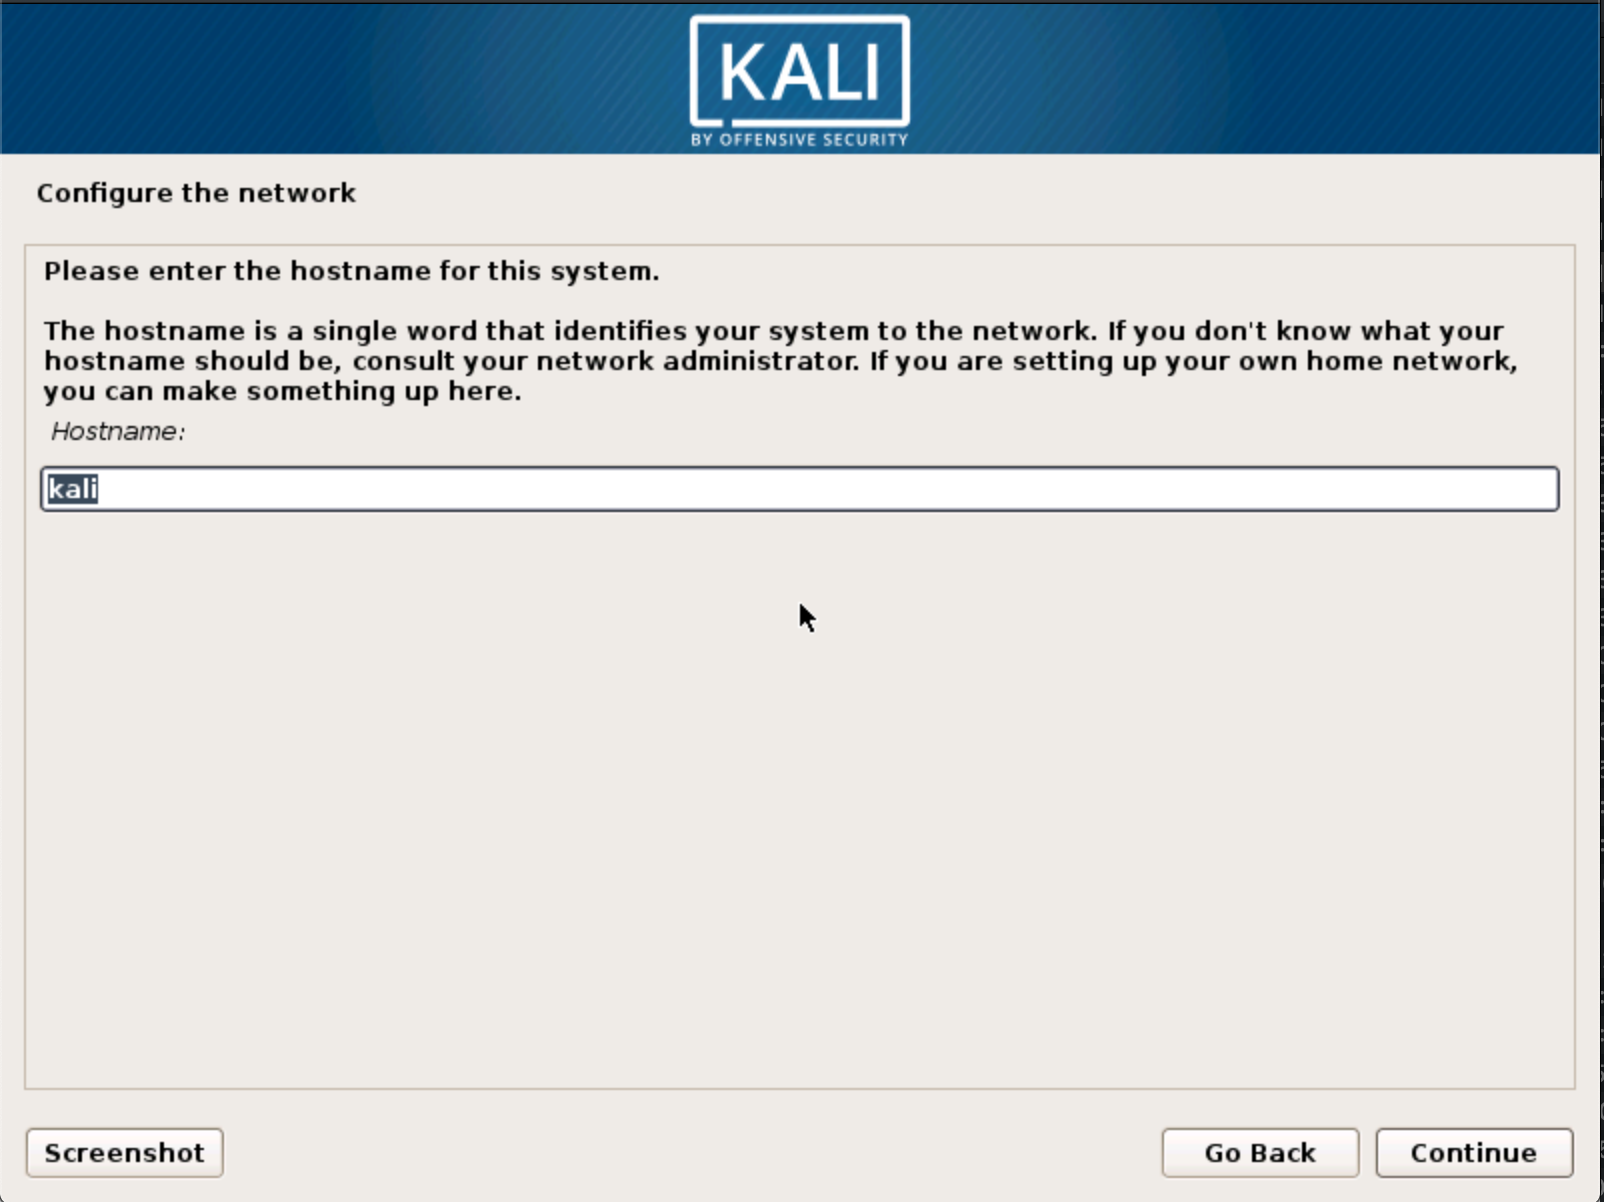 KALI
BY OFFENSIVE SECURITY
Configure the network
Please enter the hostname for this system.
The hostname is a single word that identifies your system to the network. If you don't know what your
hostname should be, consult your network administrator. If you are setting up your own home network,
you can make something up here.
Hostname:
kali
Screenshot
Go Back
Continue